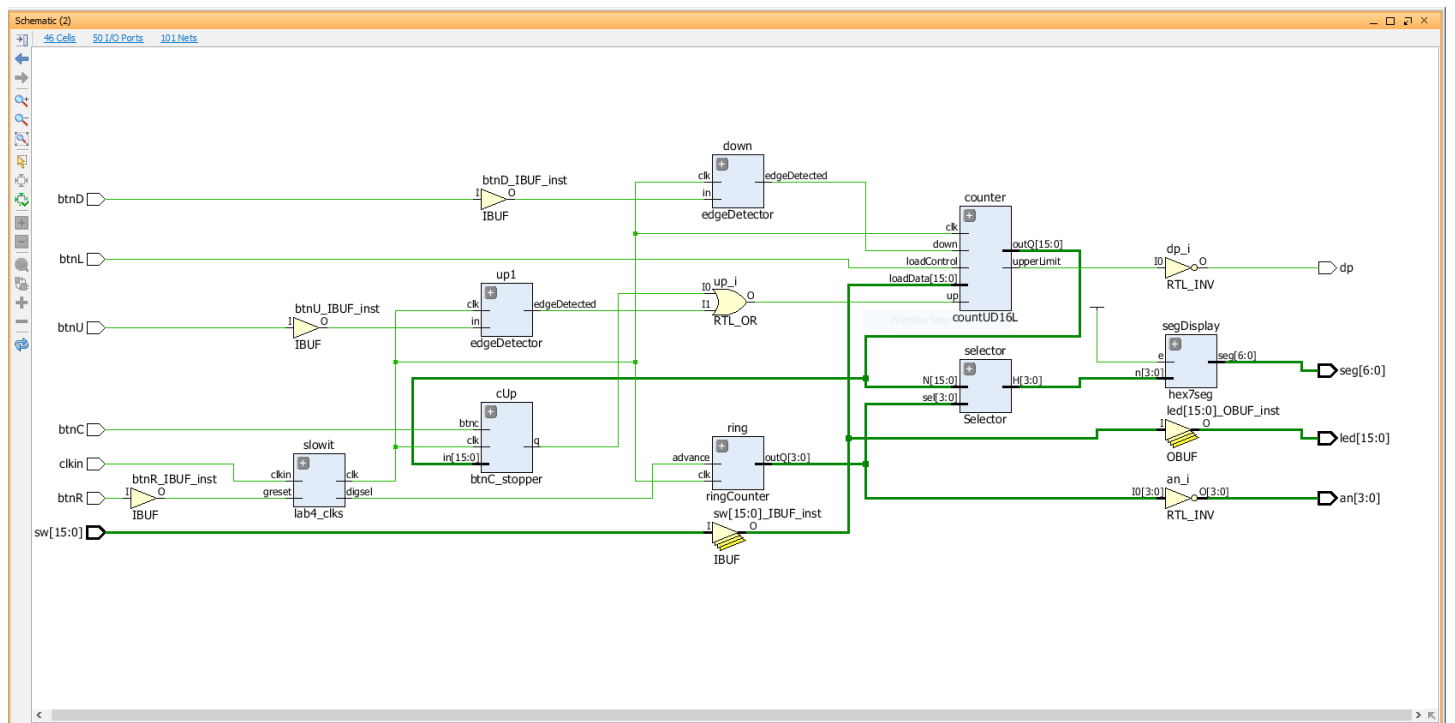 Schematic (2)
46 Cells 50 I/O Ports 101 Nets
down
btnD_IBUF_inst
clk
edgeDetected
btnD
I
O
in
IBUF
edgeDetector
counter
clk
down
outQ[15:0]
btnL
loadControl
upperLimit
loadData[15:0]
up
countUD16L
dp_i
I0
O
dp
RTL_INV
up1
up_i
I0
O
I1
RTL_OR
btnU_IBUF_inst
clk
edgeDetected
btnU
I
O
in
IBUF
edgeDetector
Window Snip
segDisplay
e
seg[6:0]
seg[6:0]
n[3:0]
hex7seg
selector
N[15:0]
H[3:0]
sel[3:0]
Selector
cUp
btnC
btnc
clk
q
in[15:0]
btnC_stopper
led[15:0]_OBUF_inst
I
O
led[15:0]
OBUF
ring
advance
outQ[3:0]
clk
ringCounter
slowit
clkin
clkin
clk
btnR_IBUF_inst
btnR
I
O
greset
digsel
IBUF
lab4_clks
an_i
I0[3:0]
O[3:0]
an[3:0]
RTL_INV
sw[15:0]_IBUF_inst
sw[15:0]
I
O
IBUF